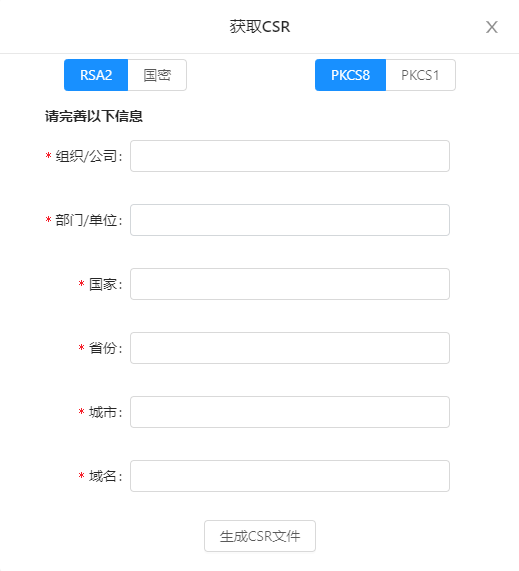 获取CSR
RSA2 国密 PKCS8 PKCS1
请完善以下信息
* 组织/公司:
* 部门/单位:
* 国家:
* 省份:
* 城市:
* 域名:
生成CSR文件